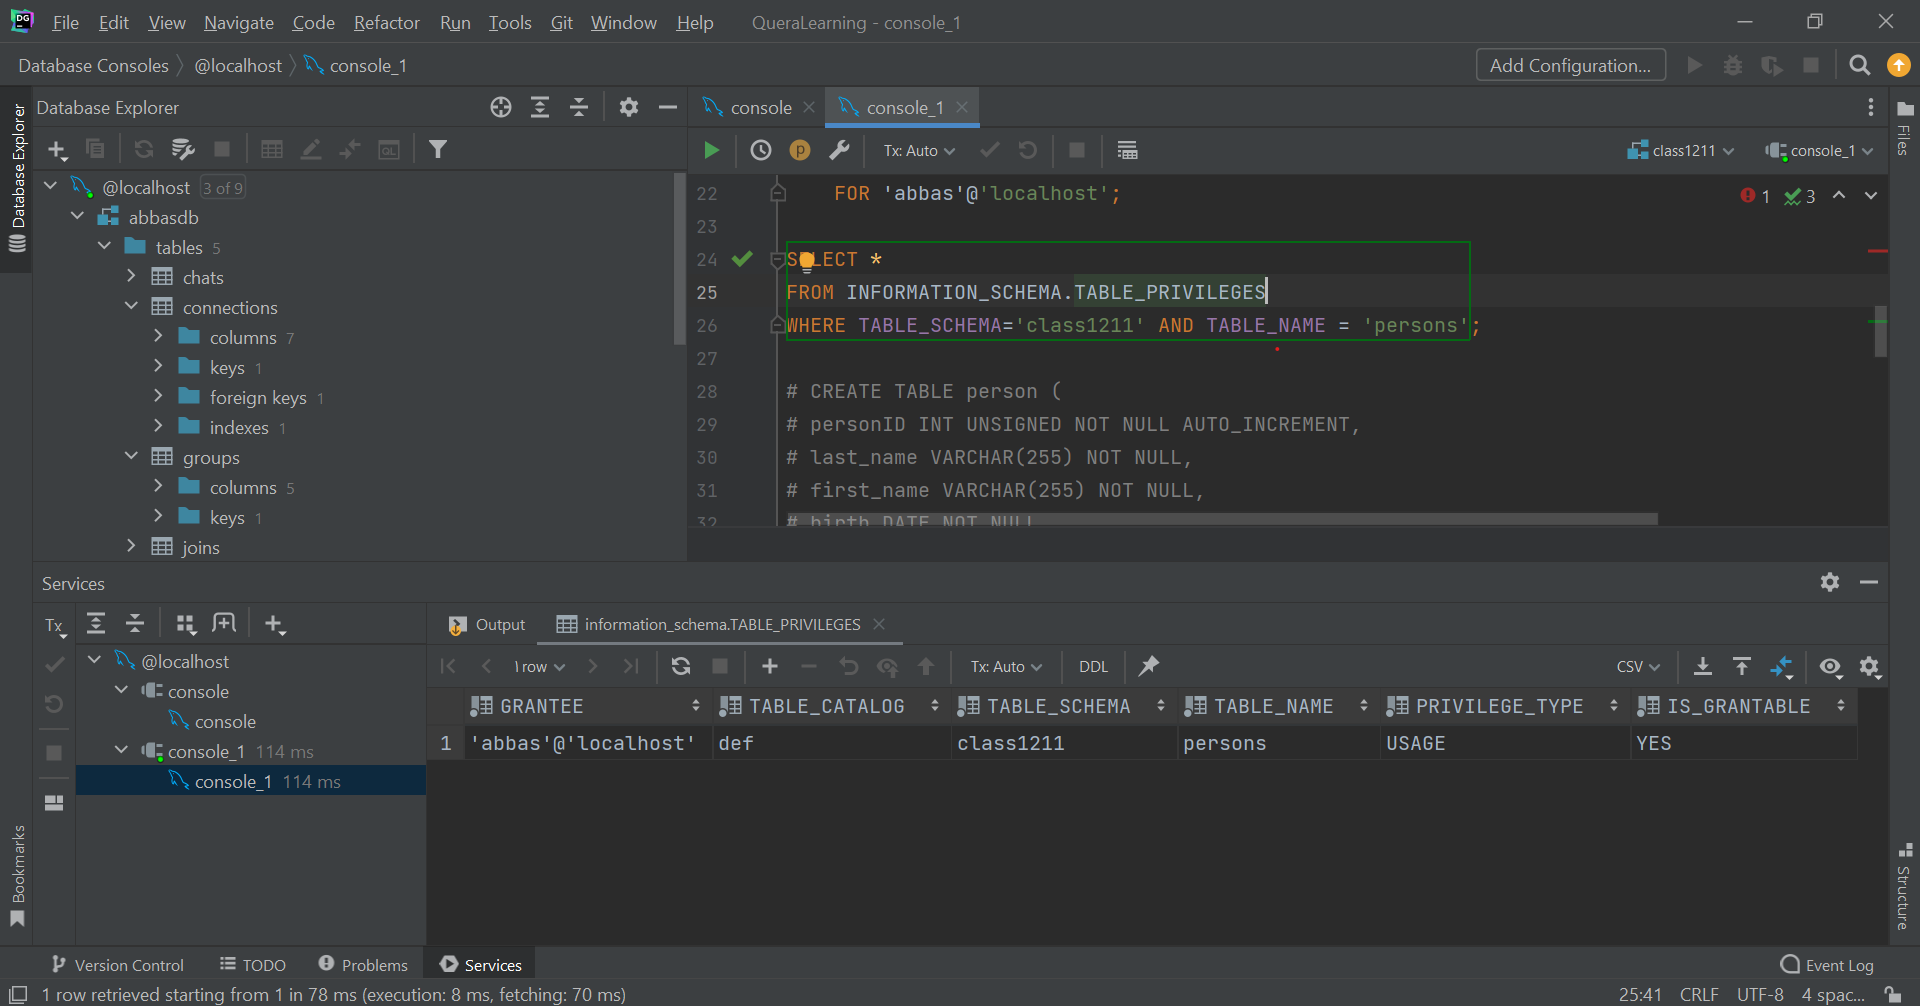 DG File Edit View Navigate Code Refactor Run Tools Git Window Help QueraLearning - console_1
Database Consoles @localhost console_1 Add Configuration...
Database Explorer
Database Explorer console console_1
Files
QL p Tx: Auto class1211 console_1
@localhost 3 of 9
abbasdb
tables 5
chats
connections
columns 7
keys 1
foreign keys 1
indexes 1
groups
columns 5
keys 1
joins
22 FOR 'abbas'@'localhost'; 1 3
23
24 SELECT *
25 FROM INFORMATION_SCHEMA.TABLE_PRIVILEGES
26 WHERE TABLE_SCHEMA='class1211' AND TABLE_NAME = 'persons';
27
28 # CREATE TABLE person (
29 # personID INT UNSIGNED NOT NULL AUTO_INCREMENT,
30 # last_name VARCHAR(255) NOT NULL,
31 # first_name VARCHAR(255) NOT NULL,
32 # birth DATE NOT NULL
Services
Tx
@localhost
console
console
console_1 114 ms
console_1 114 ms
Output information_schema.TABLE_PRIVILEGES
1 row Tx: Auto DDL CSV
GRANTEE TABLE_CATALOG TABLE_SCHEMA TABLE_NAME PRIVILEGE_TYPE IS_GRANTABLE
1 'abbas'@'localhost' def class1211 persons USAGE YES
Bookmarks
Structure
Version Control TODO Problems Services Event Log
1 row retrieved starting from 1 in 78 ms (execution: 8 ms, fetching: 70 ms) 25:41 CRLF UTF-8 4 spac...